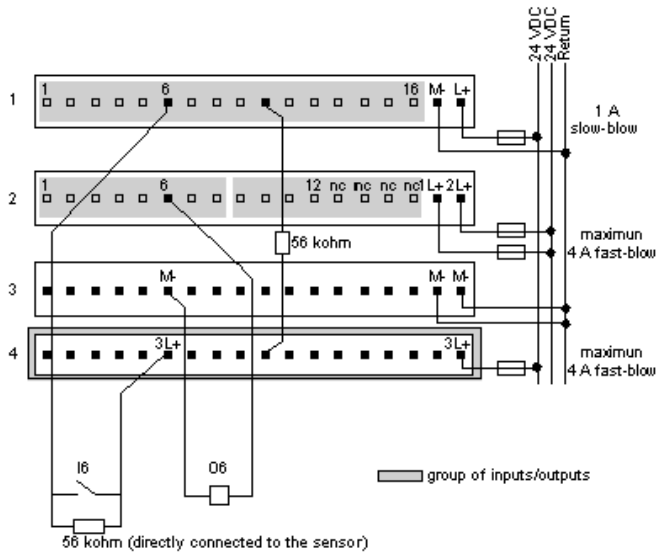 24 VDC
24 VDC
Return
1 6 16 M- L+
1
1 A
slow-blow
1 6 12 nc nc nc nc 1L+ 2L+
2
56 kohm
maximun
4 A fast-blow
M- M- M-
3
3L+ 3L+
4
maximun
4 A fast-blow
I6 O6
group of inputs/outputs
56 kohm (directly connected to the sensor)